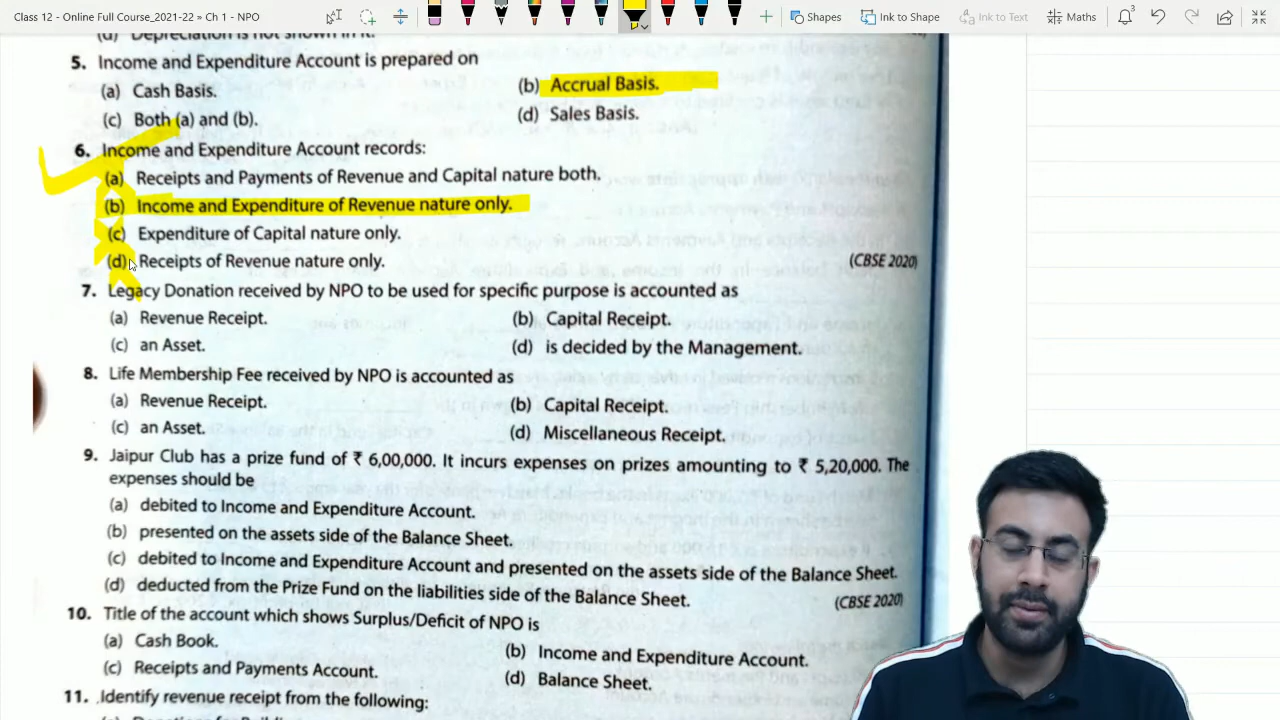 Class 12 - Online Full Course_2021-22 » Ch 1 - NPO
Shapes
Ink to Shape
Ink to Text
Maths
3
(d) Depreciation is not shown in it.
5. Income and Expenditure Account is prepared on
(a) Cash Basis. (b) Accrual Basis.
(c) Both (a) and (b). (d) Sales Basis.
6. Income and Expenditure Account records:
(a) Receipts and Payments of Revenue and Capital nature both.
(b) Income and Expenditure of Revenue nature only.
(c) Expenditure of Capital nature only.
(d) Receipts of Revenue nature only. (CBSE 2020)
7. Legacy Donation received by NPO to be used for specific purpose is accounted as
(a) Revenue Receipt. (b) Capital Receipt.
(c) an Asset. (d) is decided by the Management.
8. Life Membership Fee received by NPO is accounted as
(a) Revenue Receipt. (b) Capital Receipt.
(c) an Asset. (d) Miscellaneous Receipt.
9. Jaipur Club has a prize fund of ₹ 6,00,000. It incurs expenses on prizes amounting to ₹ 5,20,000. The
expenses should be
(a) debited to Income and Expenditure Account.
(b) presented on the assets side of the Balance Sheet.
(c) debited to Income and Expenditure Account and presented on the assets side of the Balance Sheet.
(d) deducted from the Prize Fund on the liabilities side of the Balance Sheet. (CBSE 2020)
10. Title of the account which shows Surplus/Deficit of NPO is
(a) Cash Book. (b) Income and Expenditure Account.
(c) Receipts and Payments Account. (d) Balance Sheet.
11. Identify revenue receipt from the following: